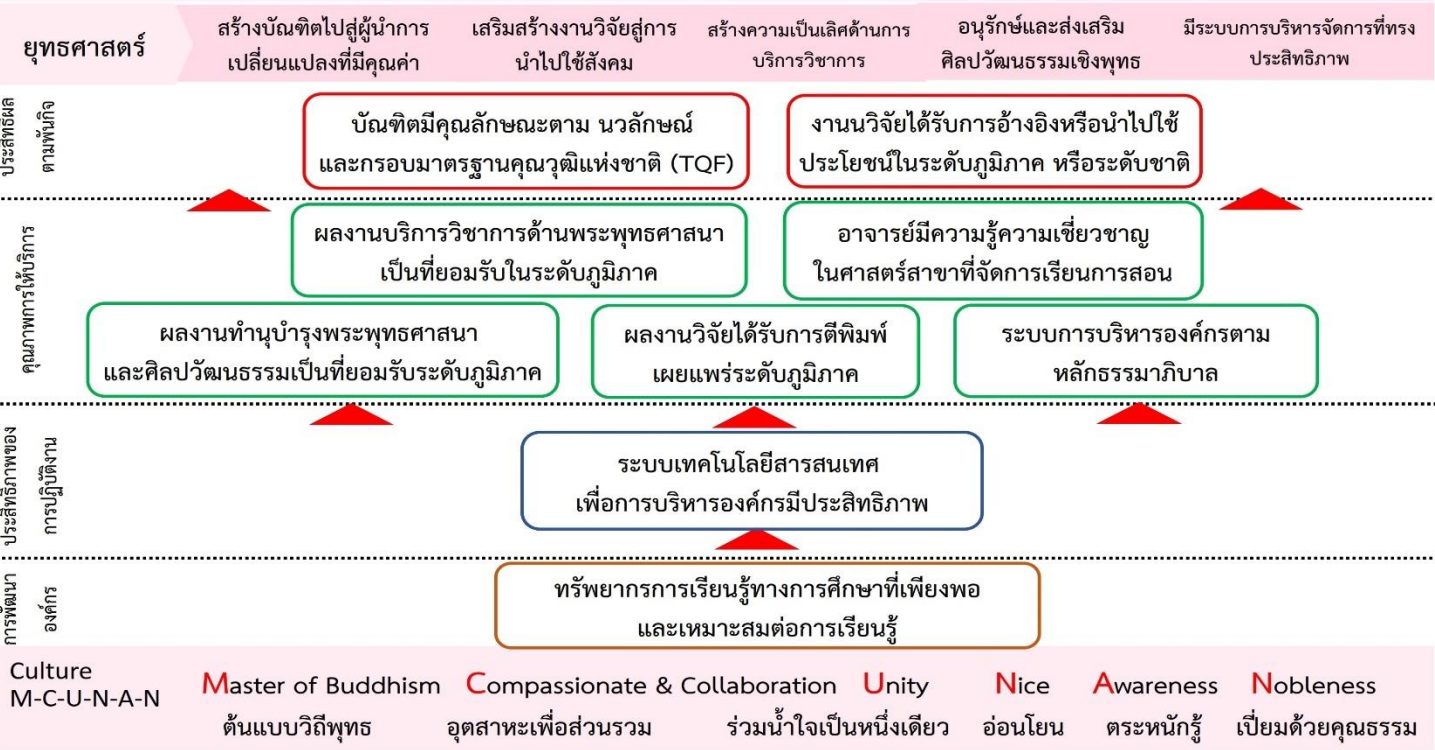 ยุทธศาสตร์
สร้างบัณฑิตไปสู่ผู้นำการ
เปลี่ยนแปลงที่มีคุณค่า
เสริมสร้างงานวิจัยสู่การ
นำไปใช้สังคม
สร้างความเป็นเลิศด้านการ
บริการวิชาการ
อนุรักษ์และส่งเสริม
ศิลปวัฒนธรรมเชิงพุทธ
มีระบบการบริหารจัดการที่ทรง
ประสิทธิภาพ
ประสิทธิผล
ตามพันกิจ
บัณฑิตมีคุณลักษณะตาม นวลักษณ์
และกรอบมาตรฐานคุณวุฒิแห่งชาติ (TQF)
งานนวิจัยได้รับการอ้างอิงหรือนำไปใช้
ประโยชน์ในระดับภูมิภาค หรือระดับชาติ
คุณภาพการให้บริการ
ผลงานบริการวิชาการด้านพระพุทธศาสนา
เป็นที่ยอมรับในระดับภูมิภาค
อาจารย์มีความรู้ความเชี่ยวชาญ
ในศาสตร์สาขาที่จัดการเรียนการสอน
ผลงานทำนุบำรุงพระพุทธศาสนา
และศิลปวัฒนธรรมเป็นที่ยอมรับระดับภูมิภาค
ผลงานวิจัยได้รับการตีพิมพ์
เผยแพร่ระดับภูมิภาค
ระบบการบริหารองค์กรตาม
หลักธรรมาภิบาล
ประสิทธิภาพของ
การปฏิบัติงาน
ระบบเทคโนโลยีสารสนเทศ
เพื่อการบริหารองค์กรมีประสิทธิภาพ
การพัฒนา
องค์กร
ทรัพยากรการเรียนรู้ทางการศึกษาที่เพียงพอ
และเหมาะสมต่อการเรียนรู้
Culture
M-C-U-N-A-N
Master of Buddhism
ต้นแบบวิถีพุทธ
Compassionate & Collaboration
อุตสาหะเพื่อส่วนรวม
Unity
ร่วมน้ำใจเป็นหนึ่งเดียว
Nice
อ่อนโยน
Awareness
ตระหนักรู้
Nobleness
เปี่ยมด้วยคุณธรรม